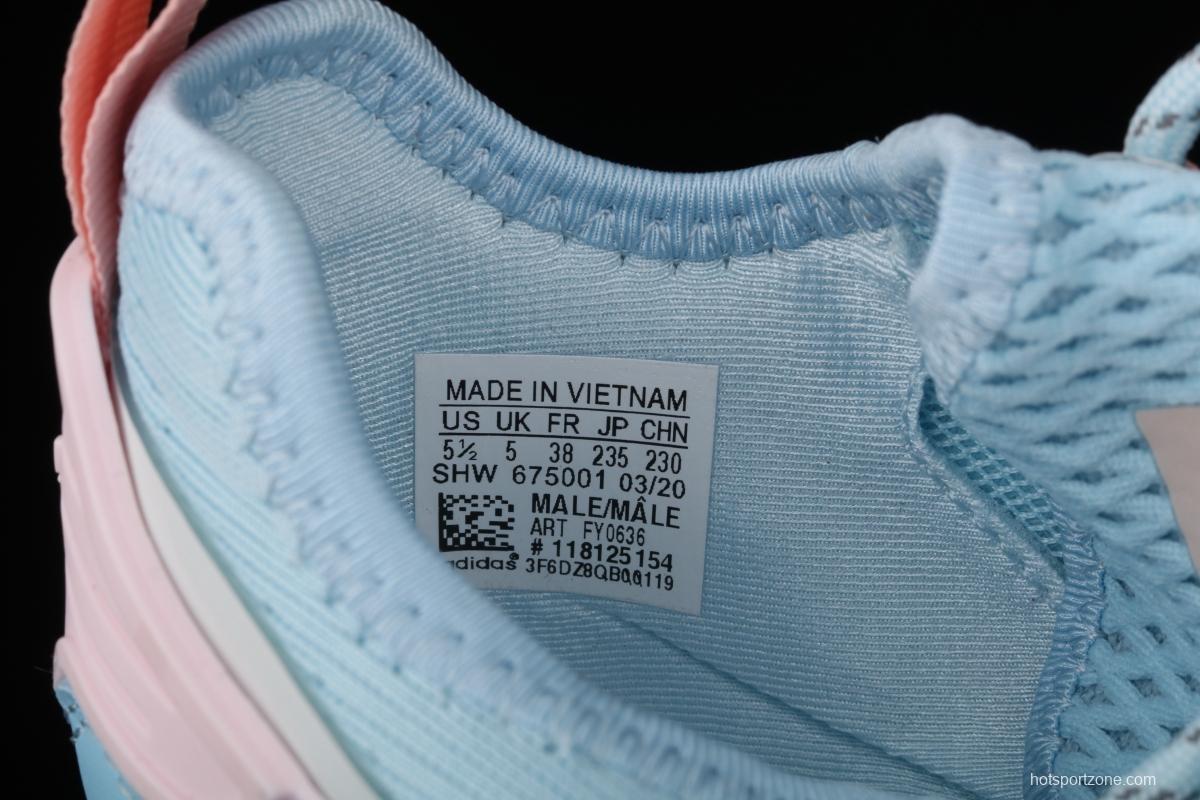 MADE IN VIETNAM
US UK FR JP CHN
5½ 5 38 235 230
SHW 675001 03/20
MALE/MÂLE
ART FY0636
# 118125154
adidas® 3F6DZ8QB00119
hotsportzone.com